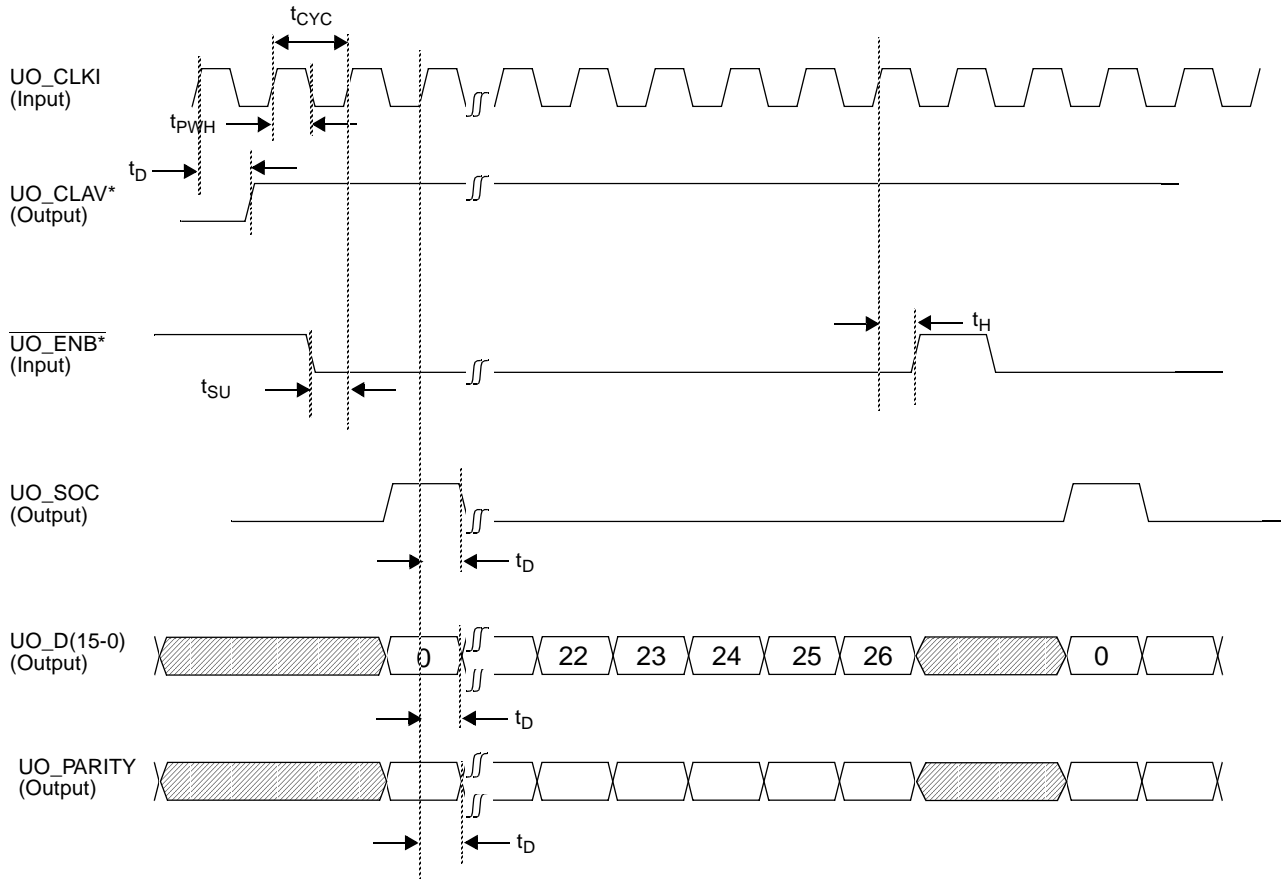 tCYC
UO_CLKI
(Input)
tPWH
tD
UO_CLAV*
(Output)
UO_ENB*
(Input)
tH
tSU
UO_SOC
(Output)
tD
UO_D(15-0)
(Output)
0 22 23 24 25 26 0
tD
UO_PARITY
(Output)
tD